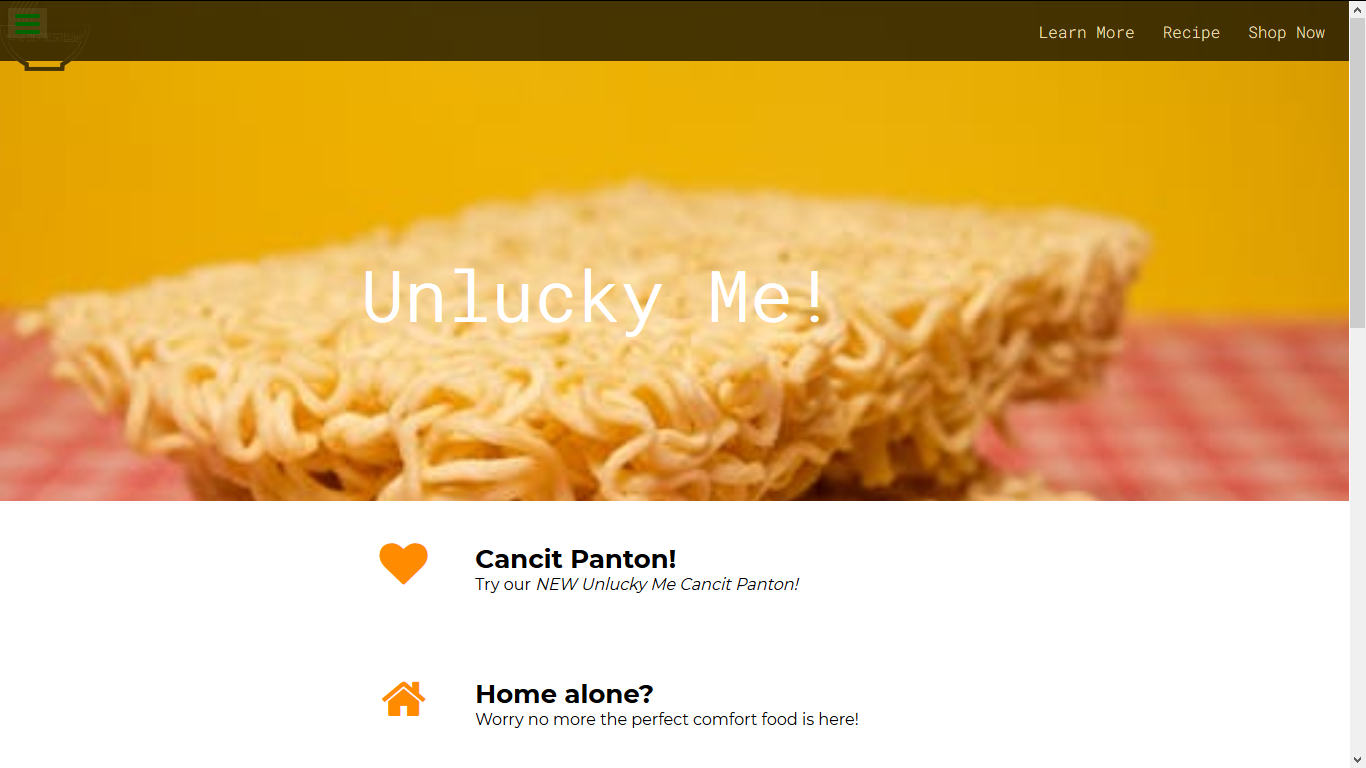 Learn More Recipe Shop Now
Unlucky Me!
Cancit Panton!
Try our NEW Unlucky Me Cancit Panton!
Home alone?
Worry no more the perfect comfort food is here!